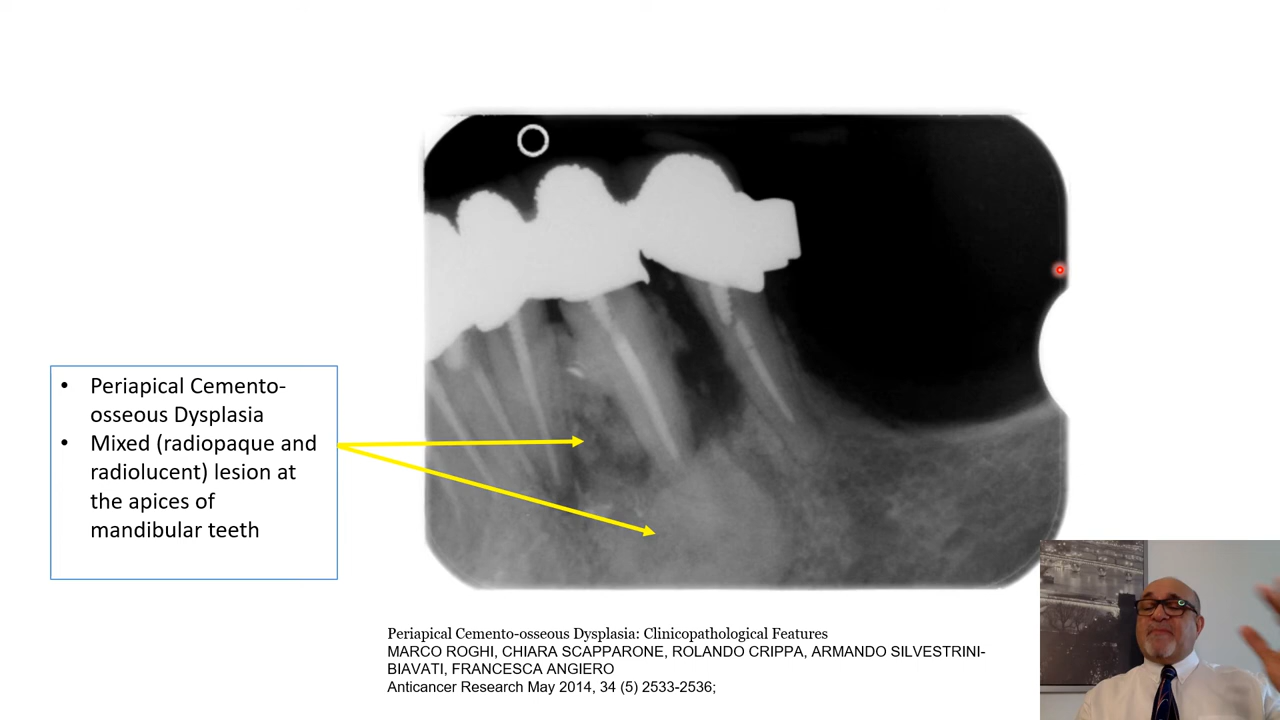 • Periapical Cemento-
osseous Dysplasia
• Mixed (radiopaque and
radiolucent) lesion at
the apices of
mandibular teeth
Periapical Cemento-osseous Dysplasia: Clinicopathological Features
MARCO ROGHI, CHIARA SCAPPARONE, ROLANDO CRIPPA, ARMANDO SILVESTRINI-
BIAVATI, FRANCESCA ANGIERO
Anticancer Research May 2014, 34 (5) 2533-2536;